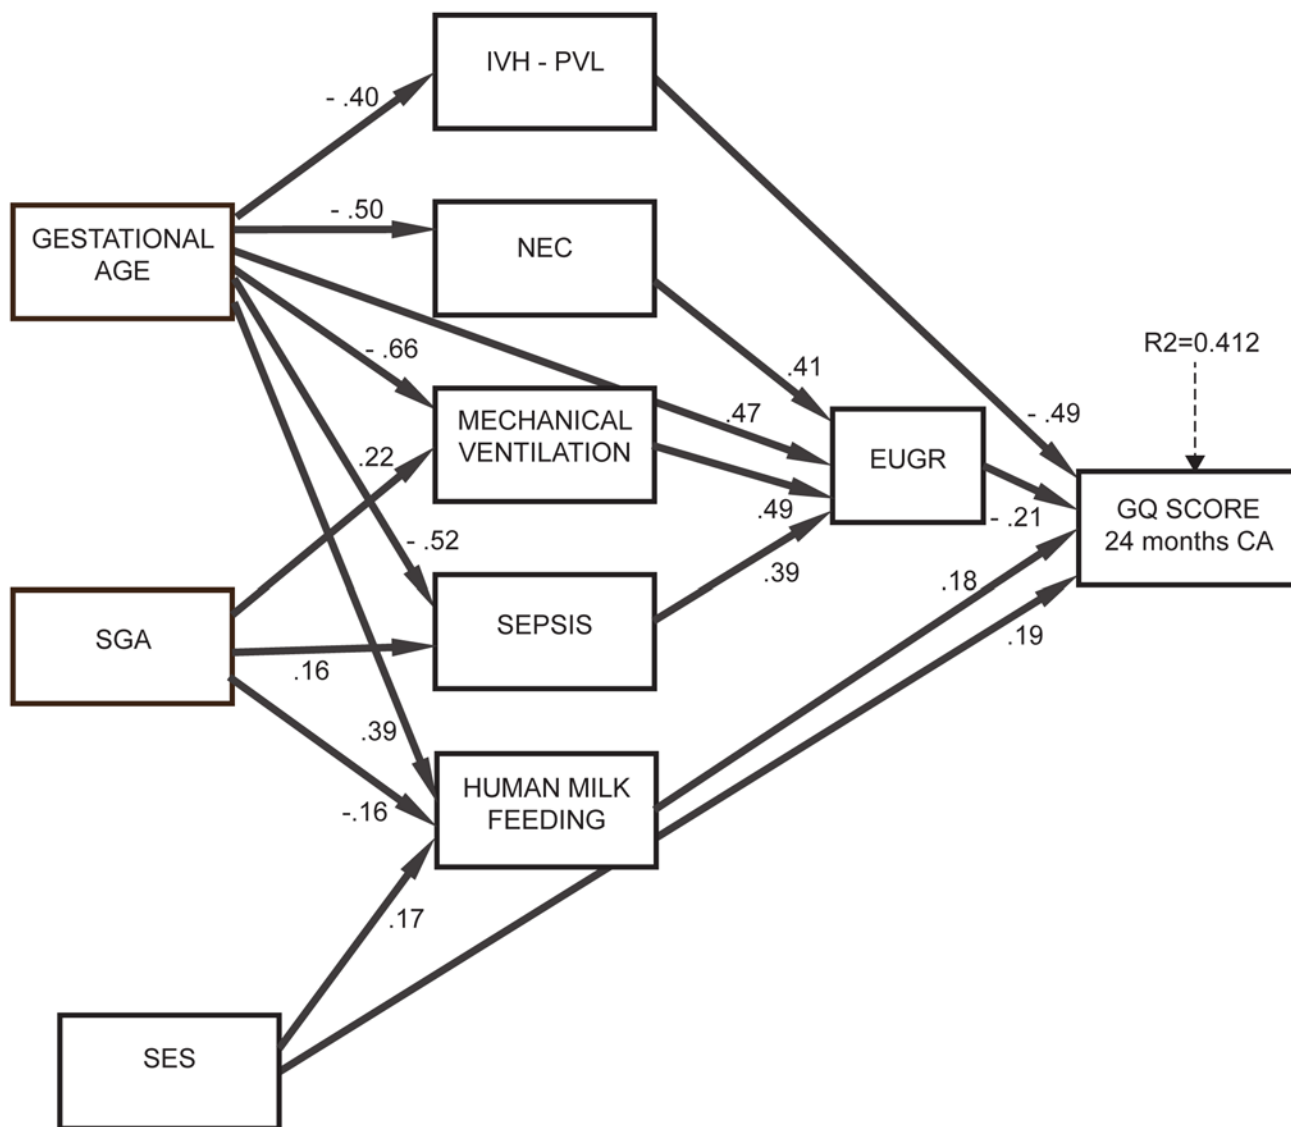 IVH - PVL
- .40
- .50
GESTATIONAL
AGE
NEC
R2=0.412
- .66
.41
MECHANICAL
VENTILATION
.47
- .49
EUGR
.22
GQ SCORE
24 months CA
.49
- .21
- .52
.39
.18
SEPSIS
SGA
.16
.19
.39
HUMAN MILK
FEEDING
-.16
.17
SES